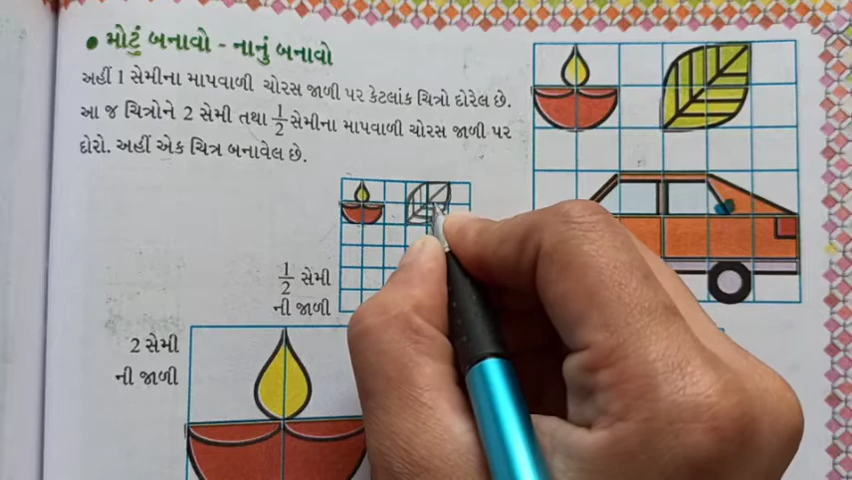 • મોટું બનાવો - નાનું બનાવો
અહીં 1 સેમીના માપવાળી ચોરસ જાળી પર કેટલાંક ચિત્રો દોરેલ છે.
આ જ ચિત્રોને 2 સેમી તથા 1/2 સેમીના માપવાળી ચોરસ જાળી પર
દોરો. અહીં એક ચિત્ર બનાવેલ છે.
1/2 સેમી
ની જાળી
2 સેમી
ની જાળી